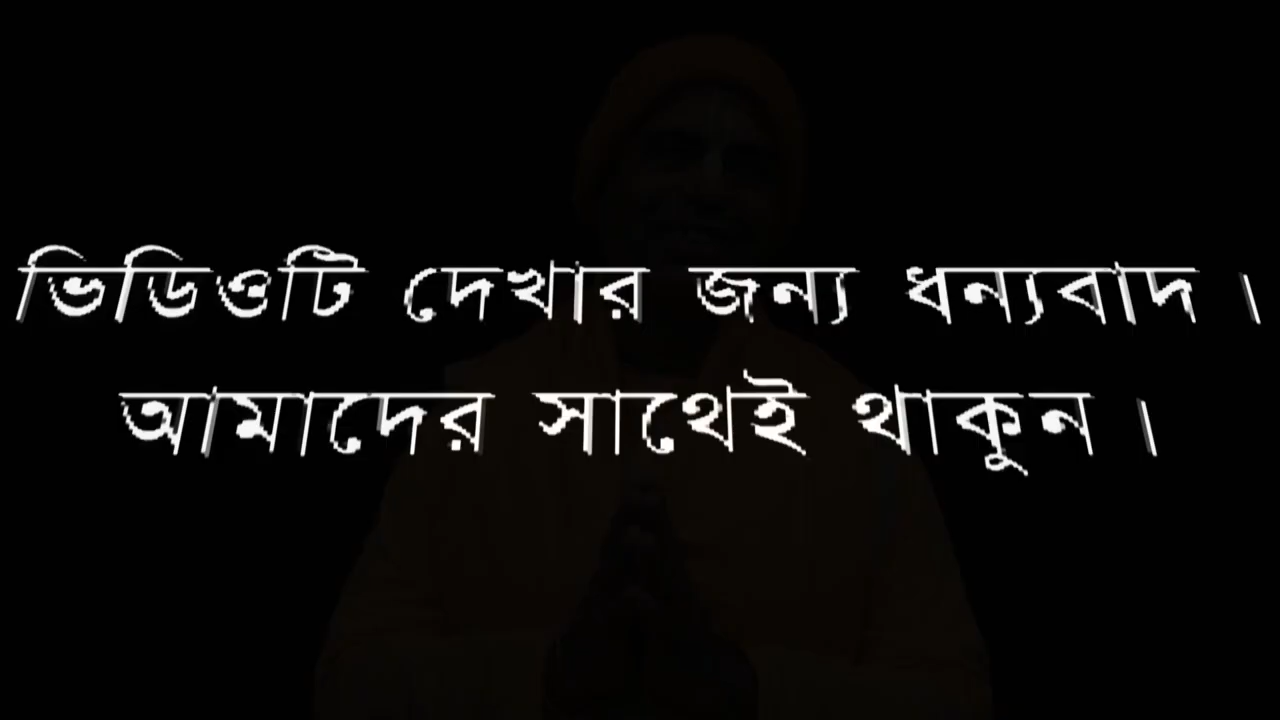 ভিডিওটি দেখার জন্য ধন্যবাদ ।
আমাদের সাথেই থাকুন ।